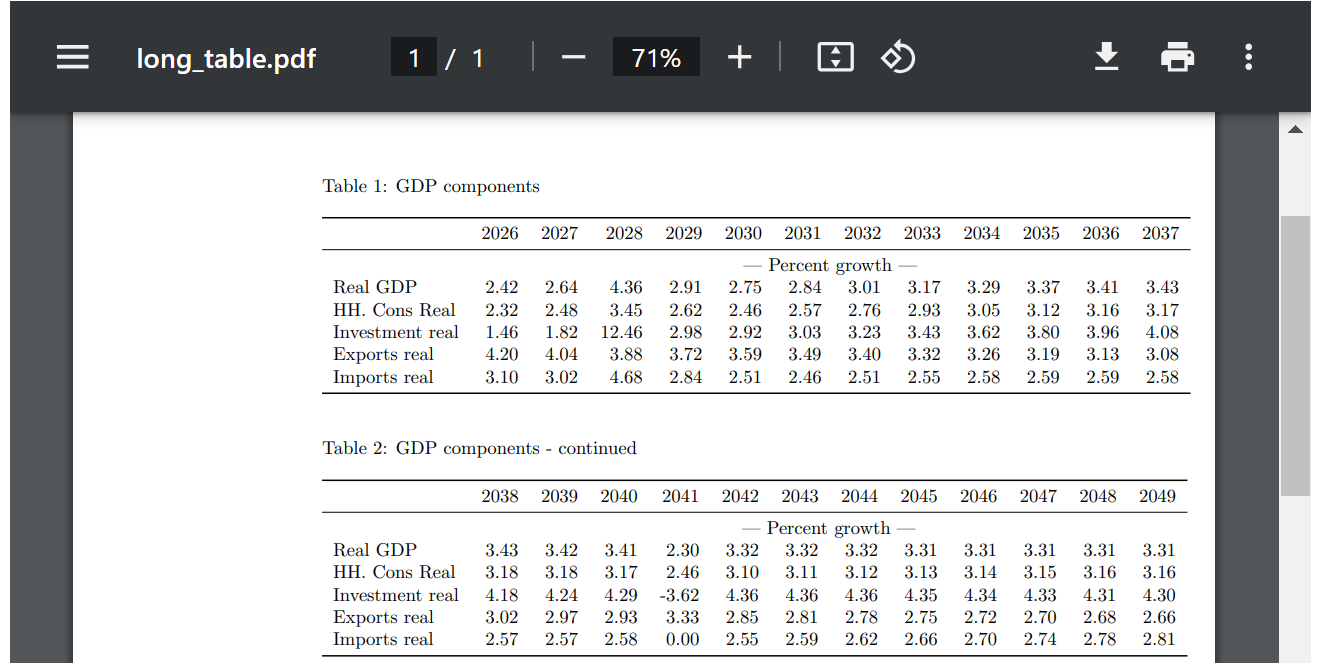 long_table.pdf 1 / 1 71%
Table 1: GDP components
2026 2027 2028 2029 2030 2031 2032 2033 2034 2035 2036 2037
— Percent growth —
Real GDP 2.42 2.64 4.36 2.91 2.75 2.84 3.01 3.17 3.29 3.37 3.41 3.43
HH. Cons Real 2.32 2.48 3.45 2.62 2.46 2.57 2.76 2.93 3.05 3.12 3.16 3.17
Investment real 1.46 1.82 12.46 2.98 2.92 3.03 3.23 3.43 3.62 3.80 3.96 4.08
Exports real 4.20 4.04 3.88 3.72 3.59 3.49 3.40 3.32 3.26 3.19 3.13 3.08
Imports real 3.10 3.02 4.68 2.84 2.51 2.46 2.51 2.55 2.58 2.59 2.59 2.58
Table 2: GDP components - continued
2038 2039 2040 2041 2042 2043 2044 2045 2046 2047 2048 2049
— Percent growth —
Real GDP 3.43 3.42 3.41 2.30 3.32 3.32 3.32 3.31 3.31 3.31 3.31 3.31
HH. Cons Real 3.18 3.18 3.17 2.46 3.10 3.11 3.12 3.13 3.14 3.15 3.16 3.16
Investment real 4.18 4.24 4.29 -3.62 4.36 4.36 4.36 4.35 4.34 4.33 4.31 4.30
Exports real 3.02 2.97 2.93 3.33 2.85 2.81 2.78 2.75 2.72 2.70 2.68 2.66
Imports real 2.57 2.57 2.58 0.00 2.55 2.59 2.62 2.66 2.70 2.74 2.78 2.81